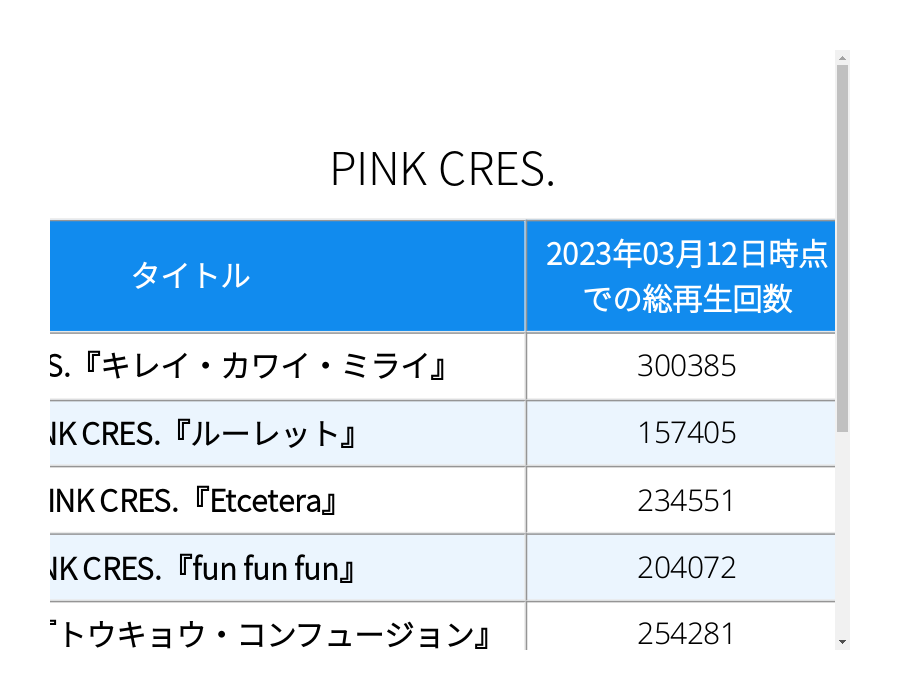 PINK CRES.
タイトル
2023年03月12日時点
での総再生回数
S.『キレイ・カワイ・ミライ』 300385
NK CRES.『ルーレット』 157405
INK CRES.『Etcetera』 234551
NK CRES.『fun fun fun』 204072
『トウキョウ・コンフュージョン』 254281